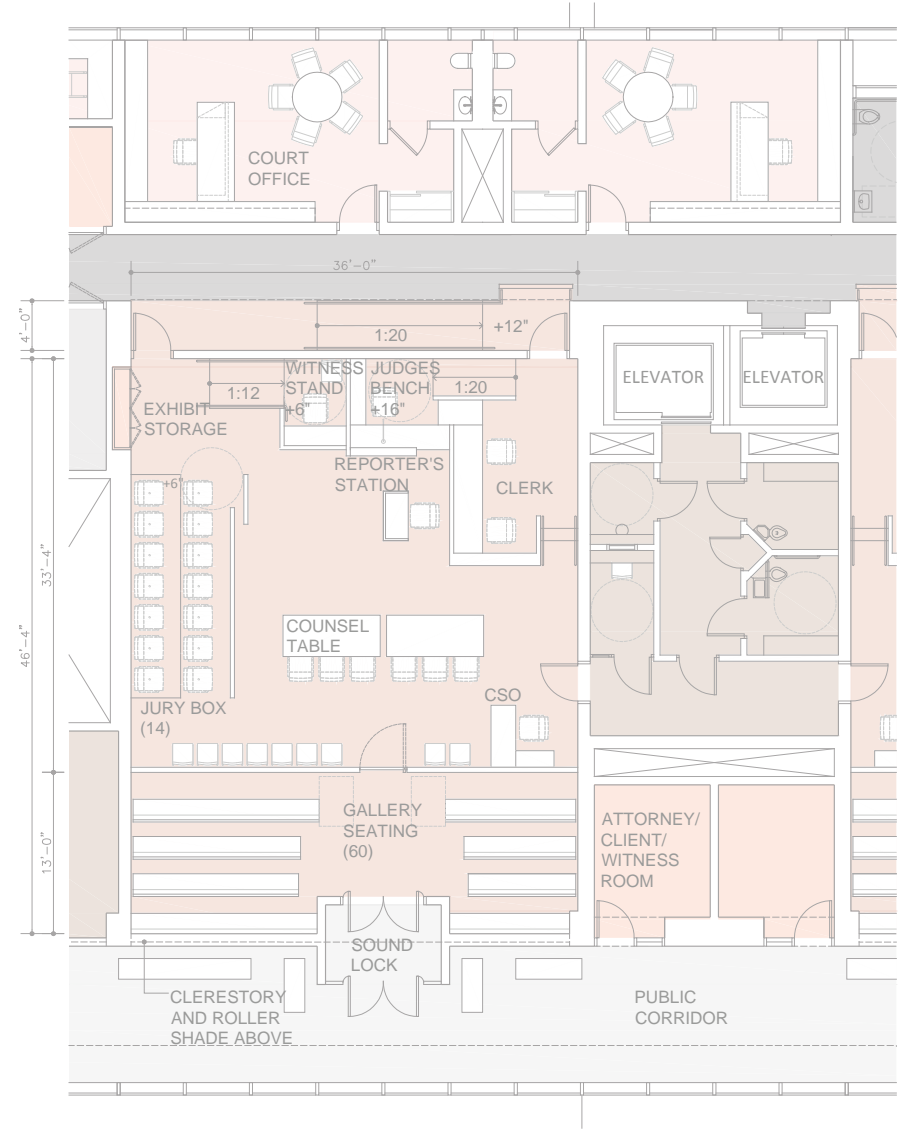 COURT
OFFICE
36'-0"
4'-0"
+12"
1:20
WITNESS
STAND
+6"
JUDGES
BENCH
+16"
1:12
1:20
ELEVATOR
ELEVATOR
EXHIBIT
STORAGE
REPORTER'S
STATION
+6"
CLERK
33'-4"
46'-4"
COUNSEL
TABLE
CSO
JURY BOX
(14)
GALLERY
SEATING
(60)
ATTORNEY/
CLIENT/
WITNESS
ROOM
13'-0"
SOUND
LOCK
CLERESTORY
AND ROLLER
SHADE ABOVE
PUBLIC
CORRIDOR